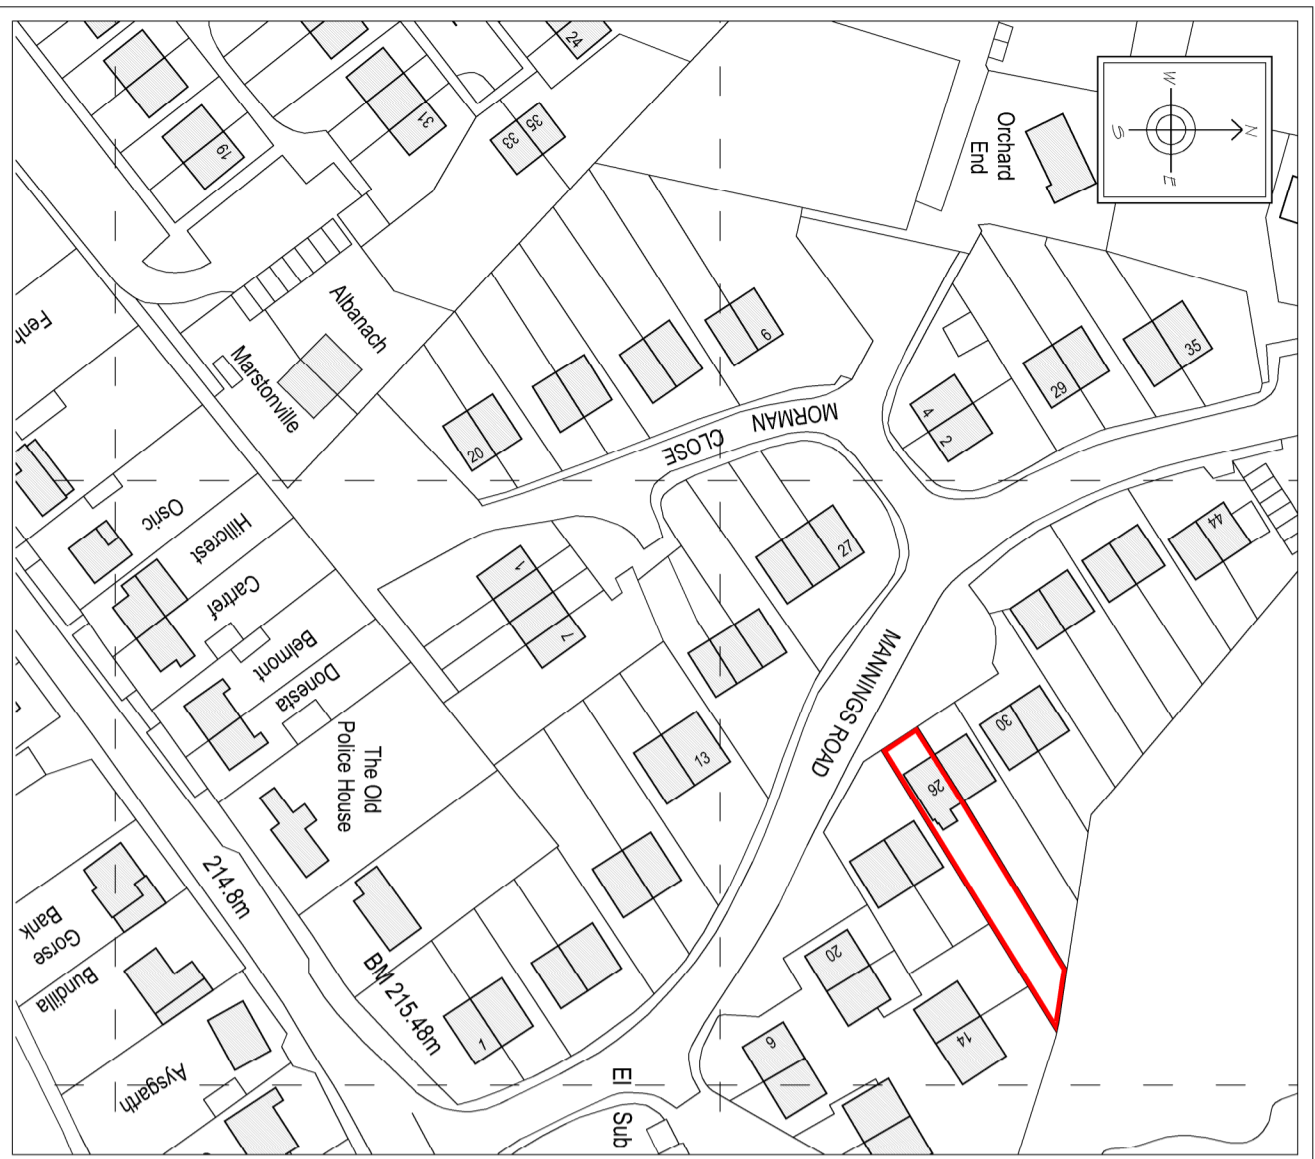 24
W
N
S
E
31
35
33
19
Orchard
End
Albanach
Marstonville
6
35
29
4
2
20
MORMAN
CLOSE
Osric
Hillcrest
Cartref
Belmont
Donesta
1
7
27
44
MANNINGS ROAD
30
13
26
The Old
Police House
214.8m
Gorse
Bank
Bundilla
BM 215.48m
20
14
9
1
Aysgarth
El Sub